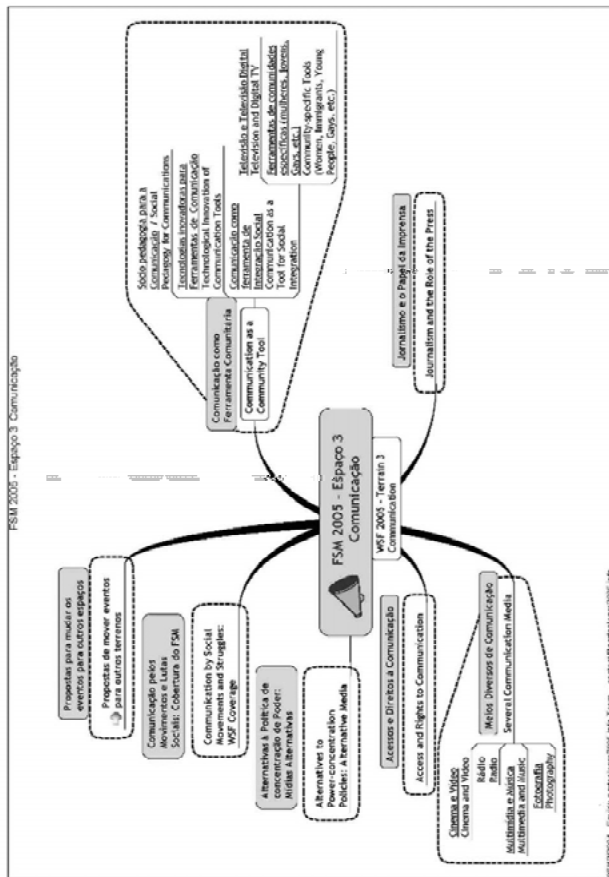 FSM 2005 - Espaço 3 Comunicação
Propostas para mudar os
eventos para outros espaços
Propostas de mover eventos
para outros terrenos
Comunicação pelos
Movimentos e Lutas
Sociais: Cobertura do FSM
Communication by Social
Movements and Struggles:
WSF Coverage
Alternativas à Política de
concentração de Poder:
Mídias Alternativas
Alternatives to
Power-concentration
Policies: Alternative Media
Acessos e Direitos à Comunicação
Access and Rights to Communication
Meios Diversos de Comunicação
Several Communication Media
Cinema e Vídeo
Cinema and Video
Rádio
Radio
Multimídia e Música
Multimedia and Music
Fotografia
Photography
FSM 2005 - Espaço 3
Comunicação
WSF 2005 - Terrain 3
Communication
Comunicação como
Ferramenta Comunitária
Communication as a
Community Tool
Sócio pedagogia para a
Comunicação / Social
Pedagogy for Communications
Tecnologias inovadoras para
Ferramentas de Comunicação
Technological Innovation of
Communication Tools
Comunicação como
ferramenta de
Integração Social
Communication as a
Tool for Social
Integration
Televisão e Televisão Digital
Television and Digital TV
Ferramentas de comunidades
específicas (mulheres, Jovens,
Gays, etc.)
Community-specific Tools
(Women, Immigrants, Young
People, Gays, etc.)
Jornalismo e o Papel da Imprensa
Journalism and the Role of the Press